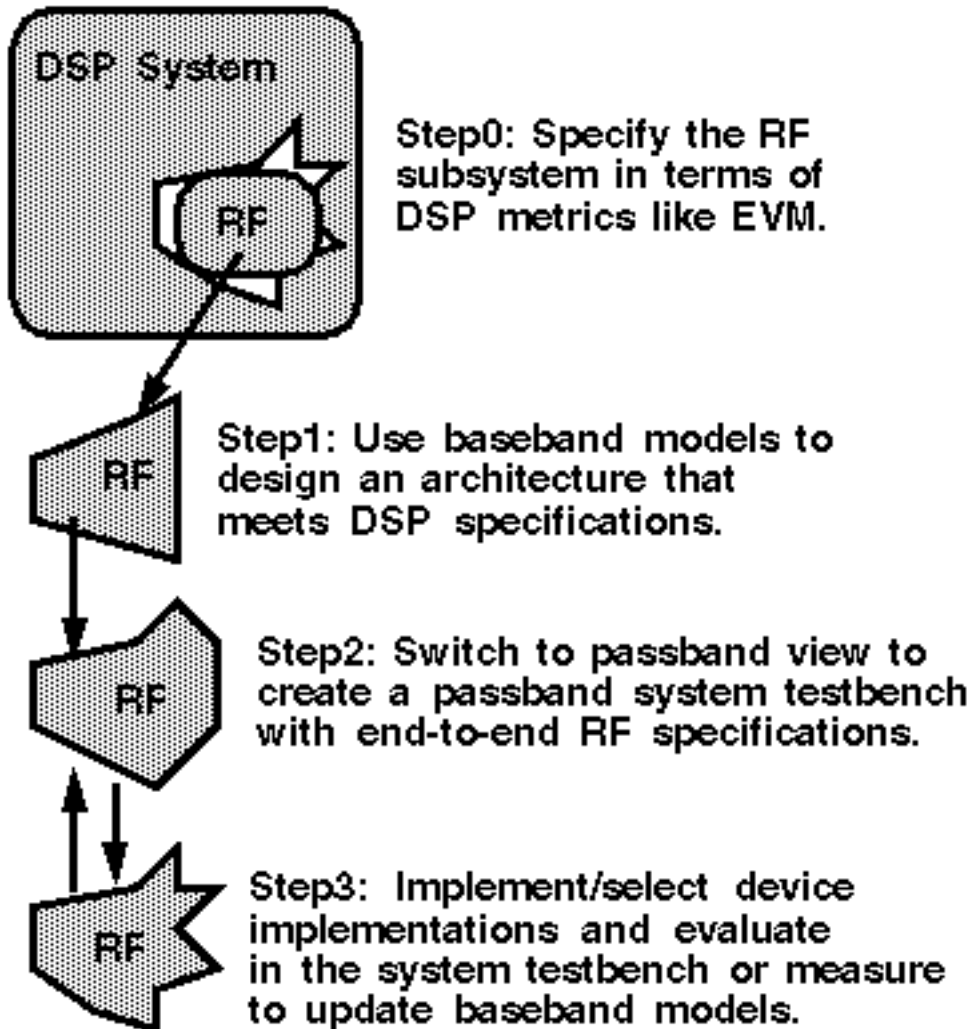 DSP System
RF
Step0: Specify the RF
subsystem in terms of
DSP metrics like EVM.
RF
Step1: Use baseband models to
design an architecture that
meets DSP specifications.
RF
Step2: Switch to passband view to
create a passband system testbench
with end-to-end RF specifications.
RF
Step3: Implement/select device
implementations and evaluate
in the system testbench or measure
to update baseband models.